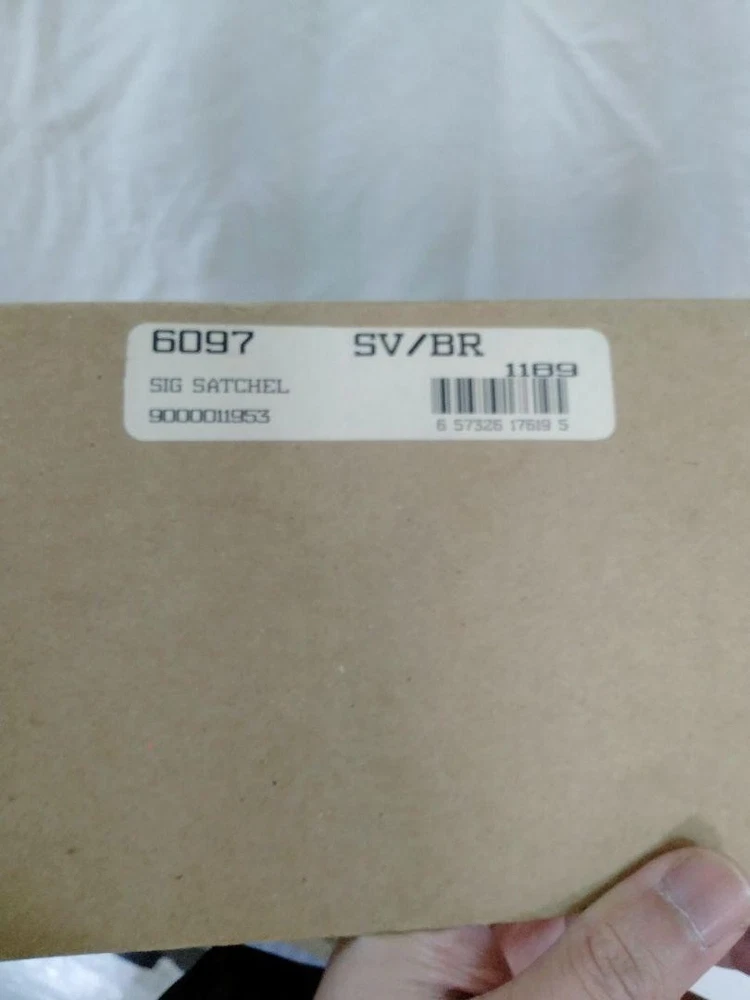 6097 SV/BR
1189
SIG SATCHEL
9000011953
6 57326 17619 5